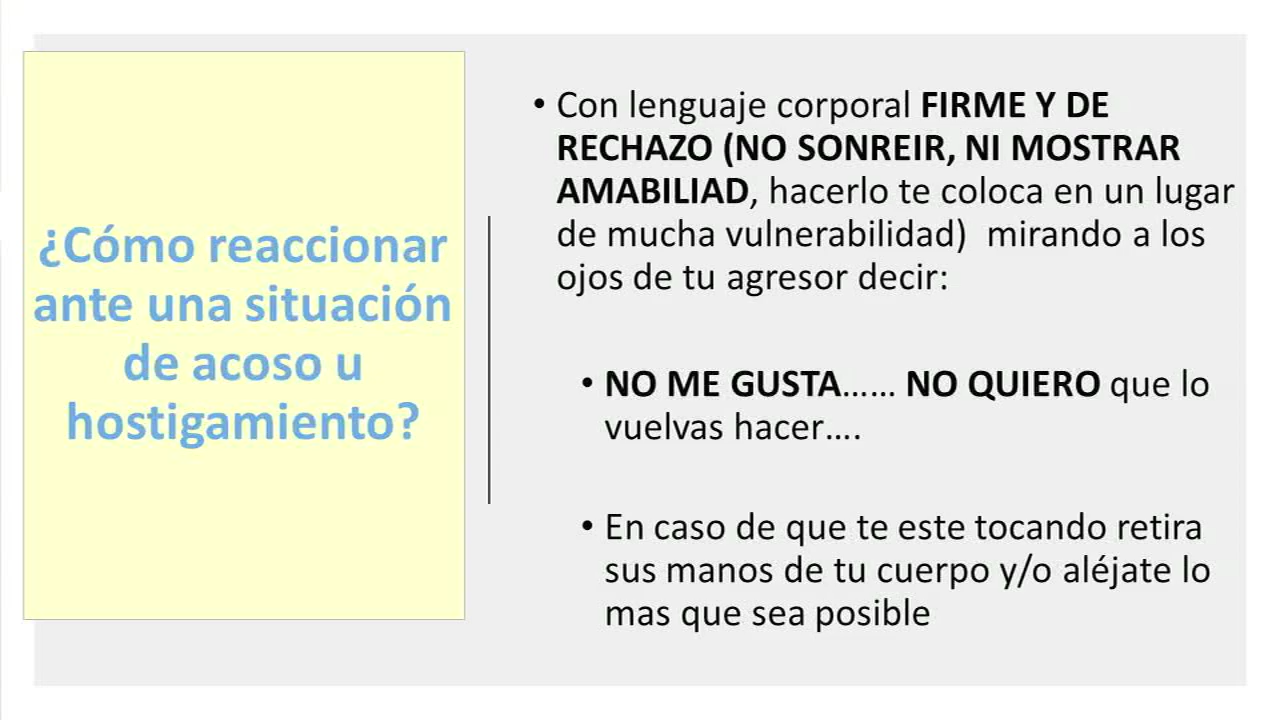 ¿Cómo reaccionar
ante una situación
de acoso u
hostigamiento?
• Con lenguaje corporal FIRME Y DE
RECHAZO (NO SONREIR, NI MOSTRAR
AMABILIAD, hacerlo te coloca en un lugar
de mucha vulnerabilidad)  mirando a los
ojos de tu agresor decir:
• NO ME GUSTA…… NO QUIERO que lo
vuelvas hacer….
• En caso de que te este tocando retira
sus manos de tu cuerpo y/o aléjate lo
mas que sea posible